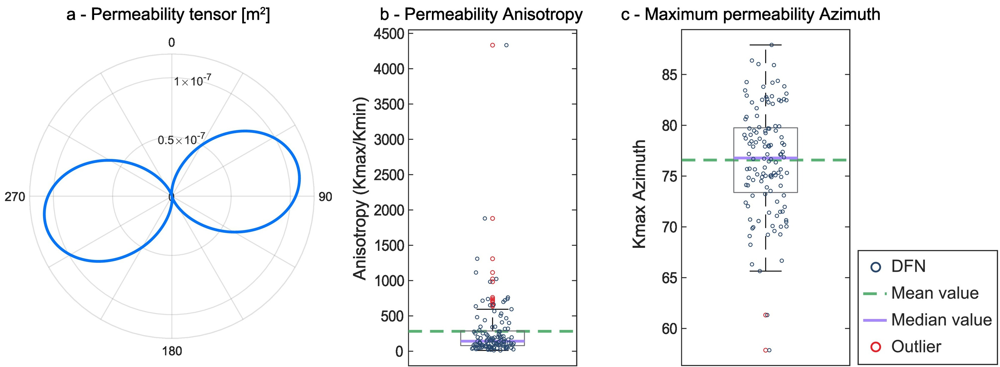 a - Permeability tensor [m²]
0
1×10⁻⁷
0.5×10⁻⁷
0
270
90
180
b - Permeability Anisotropy
Anisotropy (Kmax/Kmin)
4500
4000
3500
3000
2500
2000
1500
1000
500
0
c - Maximum permeability Azimuth
Kmax Azimuth
85
80
75
70
65
60
DFN
Mean value
Median value
Outlier